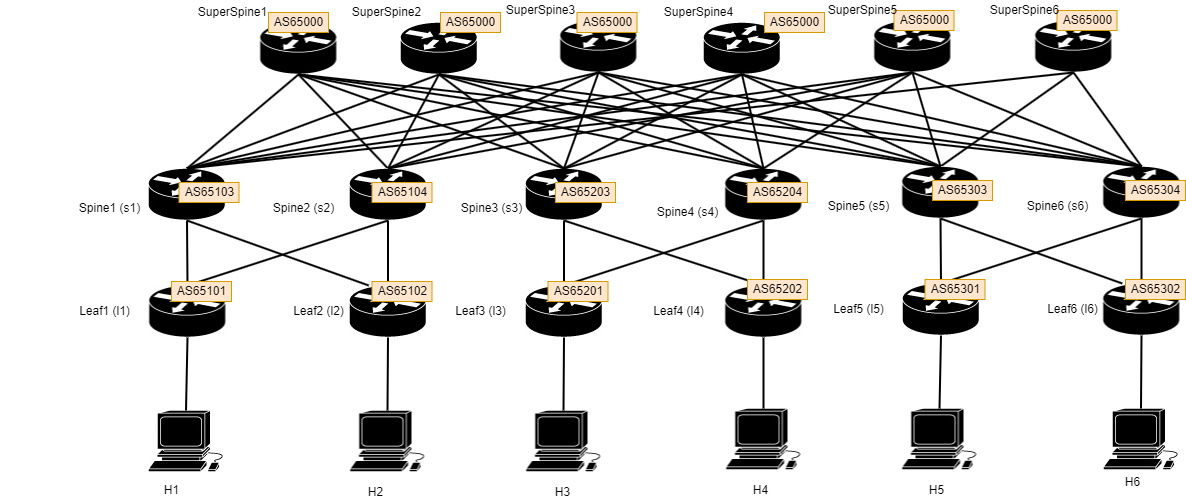 SuperSpine1
AS65000
SuperSpine2
AS65000
SuperSpine3
AS65000
SuperSpine4
AS65000
SuperSpine5
AS65000
SuperSpine6
AS65000
Spine1 (s1)
AS65103
Spine2 (s2)
AS65104
Spine3 (s3)
AS65203
Spine4 (s4)
AS65204
Spine5 (s5)
AS65303
Spine6 (s6)
AS65304
Leaf1 (l1)
AS65101
Leaf2 (l2)
AS65102
Leaf3 (l3)
AS65201
Leaf4 (l4)
AS65202
Leaf5 (l5)
AS65301
Leaf6 (l6)
AS65302
H1
H2
H3
H4
H5
H6